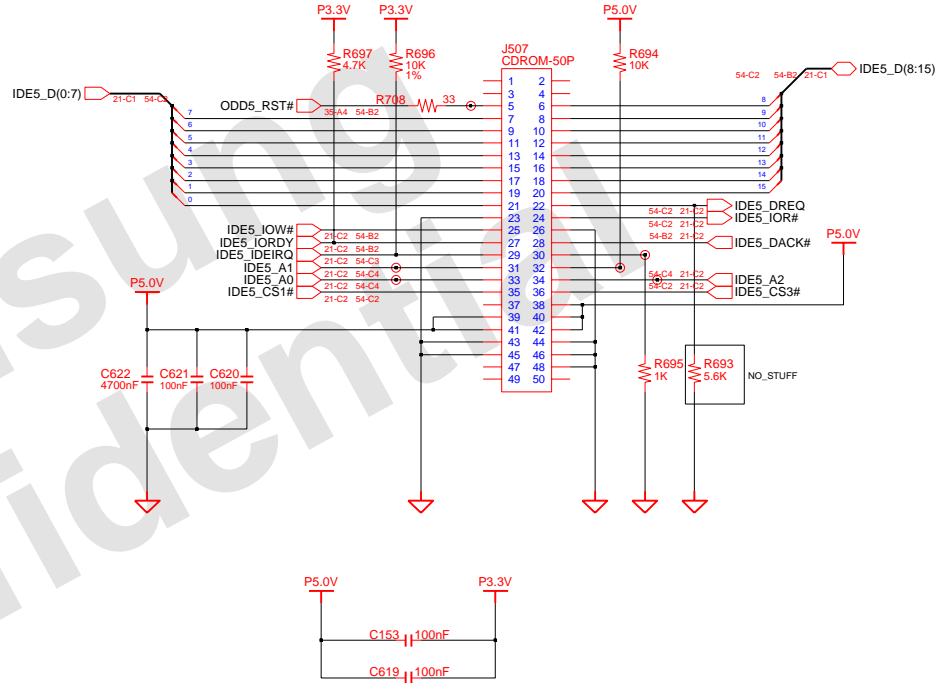 P3.3V P3.3V P5.0V
R697
4.7K
R696
10K
1%
R694
10K
J507
CDROM-50P
IDE5_D(0:7)
21-C1 54-C2
IDE5_D(8:15)
54-C2 54-B2 21-C1
ODD5_RST#
35-A4 54-B2
R708 33
7
6
5
4
3
2
1
0
1 2
3 4
5 6
7 8
9 10
11 12
13 14
15 16
17 18
19 20
21 22
23 24
25 26
27 28
29 30
31 32
33 34
35 36
37 38
39 40
41 42
43 44
45 46
47 48
49 50
8
9
10
11
12
13
14
15
IDE5_IOW#
21-C2 54-B2
IDE5_IORDY
21-C2 54-B2
IDE5_IDEIRQ
21-C2 54-C3
IDE5_A1
21-C2 54-C4
IDE5_A0
21-C2 54-C4
IDE5_CS1#
21-C2 54-C2
54-C2 21-C2
IDE5_DREQ
54-C2 21-C2
IDE5_IOR#
54-B2 21-C2
IDE5_DACK#
P5.0V
54-C4 21-C2
IDE5_A2
54-C2 21-C2
IDE5_CS3#
P5.0V
C622
4700nF
C621
100nF
C620
100nF
R695
1K
R693
5.6K
NO_STUFF
P5.0V P3.3V
C153 100nF
C619 100nF